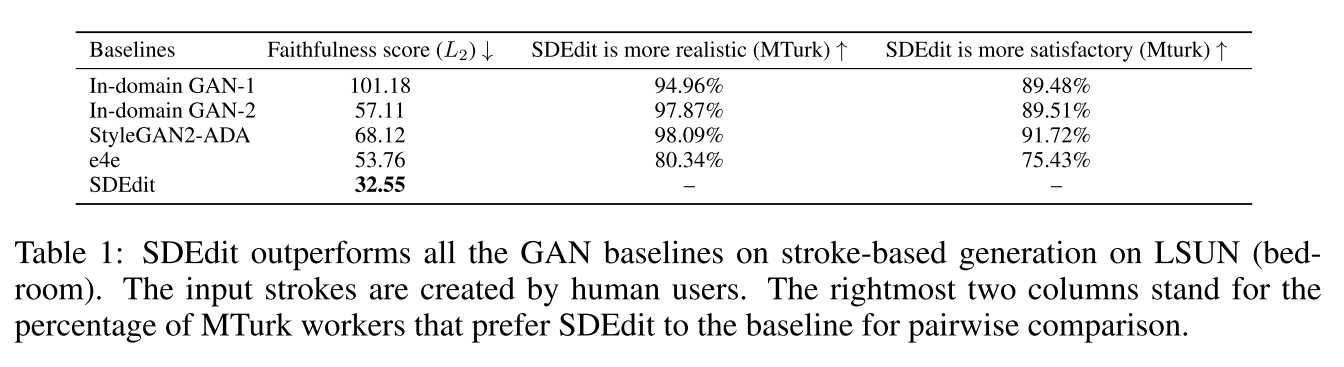 Baselines Faithfulness score (L₂) ↓ SDEdit is more realistic (MTurk) ↑ SDEdit is more satisfactory (Mturk) ↑
In-domain GAN-1 101.18 94.96% 89.48%
In-domain GAN-2 57.11 97.87% 89.51%
StyleGAN2-ADA 68.12 98.09% 91.72%
e4e 53.76 80.34% 75.43%
SDEdit 32.55 – –
Table 1: SDEdit outperforms all the GAN baselines on stroke-based generation on LSUN (bed-
room). The input strokes are created by human users. The rightmost two columns stand for the
percentage of MTurk workers that prefer SDEdit to the baseline for pairwise comparison.